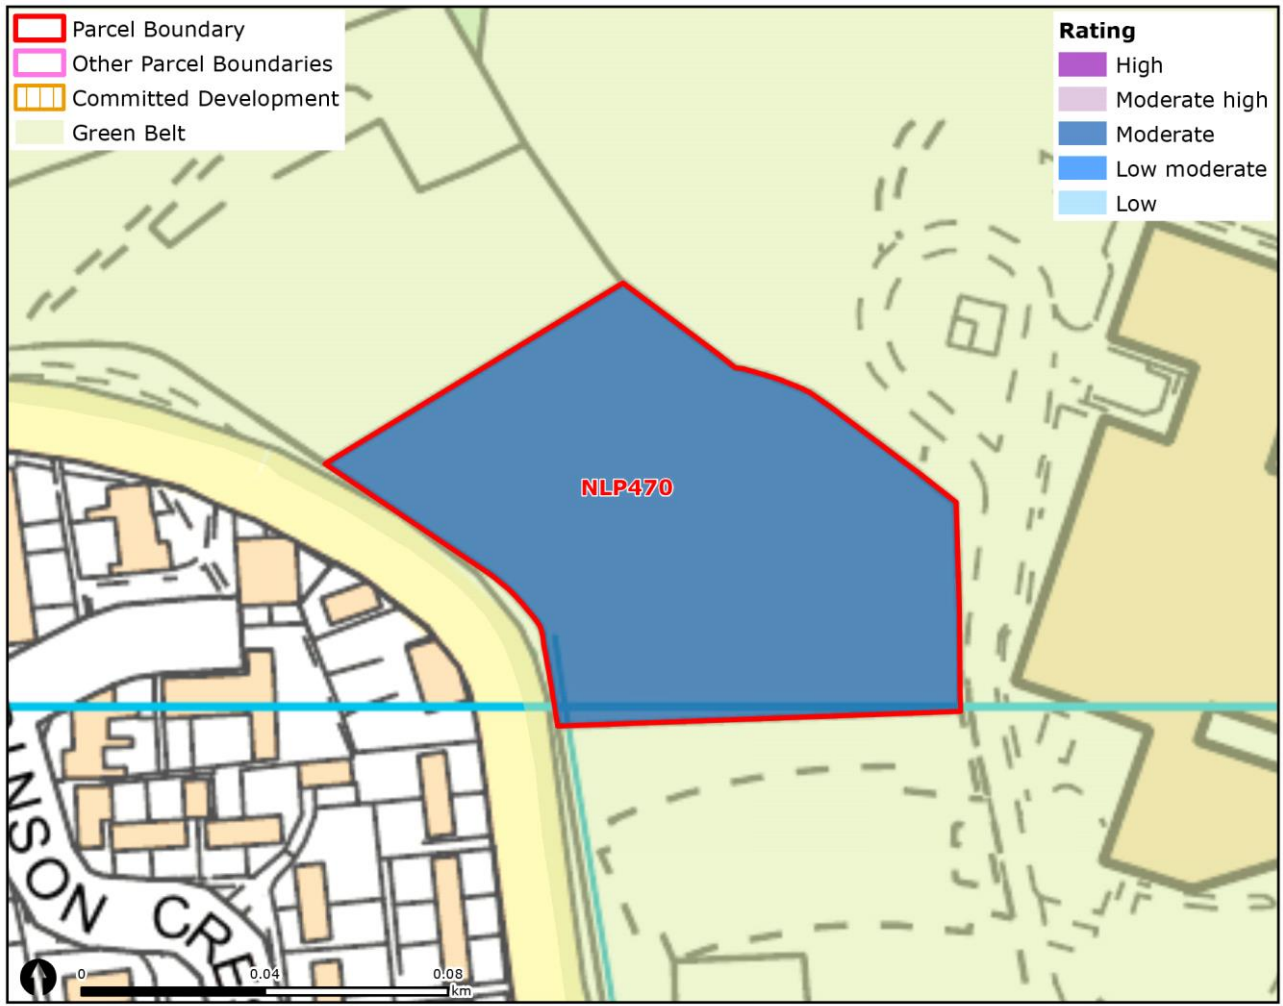 Parcel Boundary
Other Parcel Boundaries
Committed Development
Green Belt
Rating
High
Moderate high
Moderate
Low moderate
Low
NLP470
INSON CRE
0 0.04 0.08
km